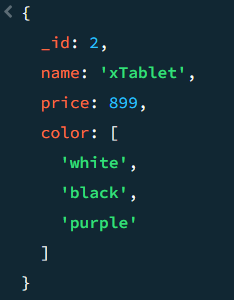 {
_id: 2,
name: 'xTablet',
price: 899,
color: [
'white',
'black',
'purple'
]
}